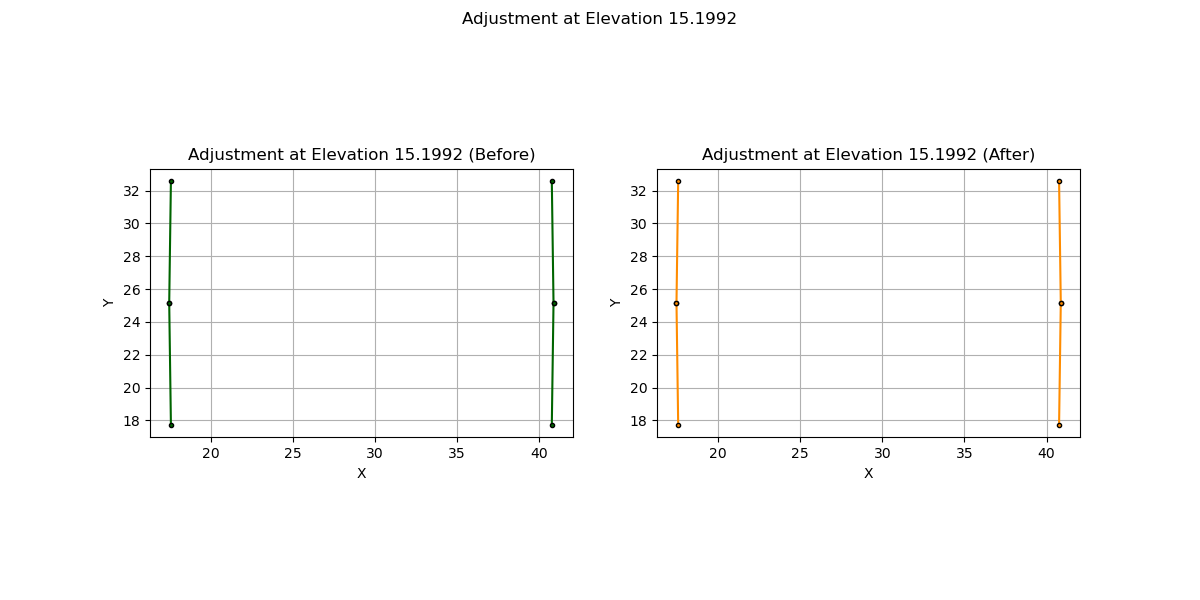 Adjustment at Elevation 15.1992
Adjustment at Elevation 15.1992 (Before)
32
30
28
26
24
22
20
18
Y
20 25 30 35 40
X
Adjustment at Elevation 15.1992 (After)
32
30
28
26
24
22
20
18
Y
20 25 30 35 40
X